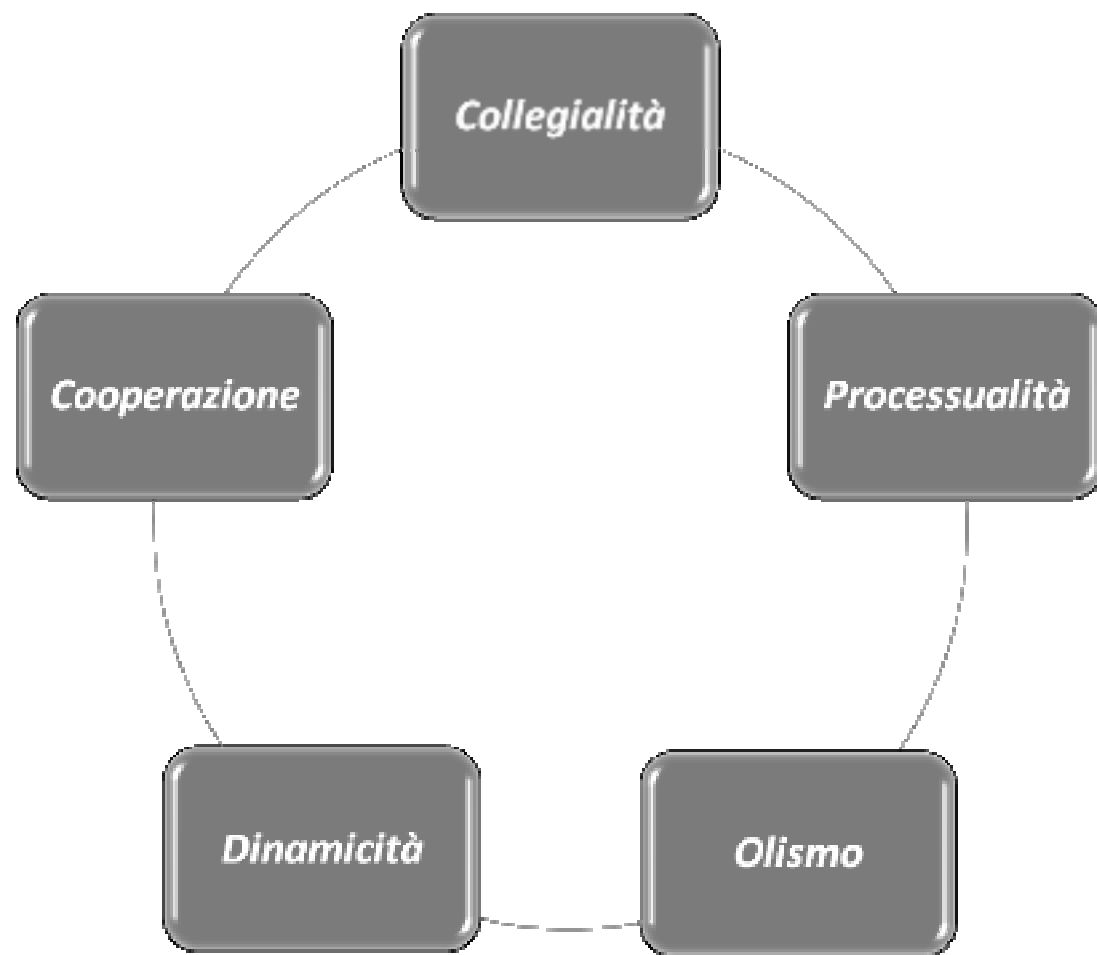 Collegialità
Processualità
Olismo
Dinamicità
Cooperazione